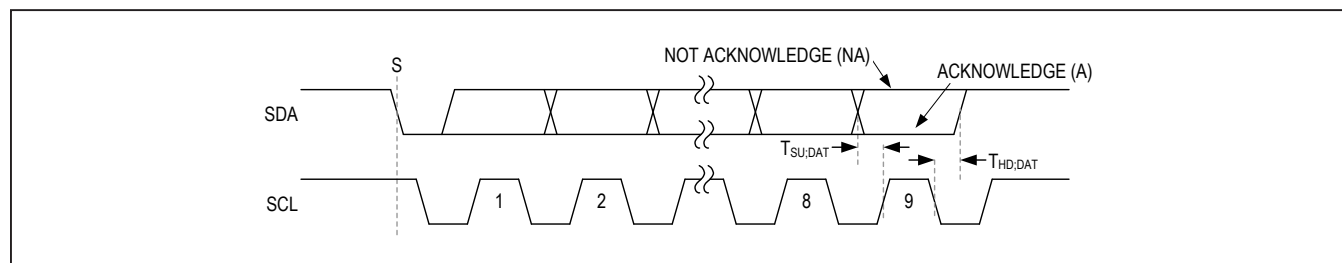 NOT ACKNOWLEDGE (NA)
S
ACKNOWLEDGE (A)
SDA
TSU;DAT
THD;DAT
SCL
1
2
8
9